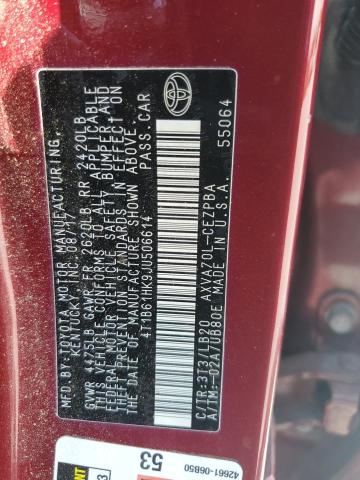 MFD. BY: TOYOTA MOTOR MANUFACTURING
KENTUCKY, INC. 08/17
GVWR 4475LB GAWR FR 2620LB RR 2420LB
THIS VEHICLE CONFORMS TO ALL APPLICABLE
FEDERAL MOTOR VEHICLE SAFETY, BUMPER AND
THEFT PREVENTION STANDARDS IN EFFECT ON
THE DATE OF MANUFACTURE SHOWN ABOVE.
4T1B61HK9JU506614 PASS. CAR
C/TR:3T3/LB20 AXVA70L-CEZPBA
A/TM:-02A/UB80E MADE IN U.S.A. 55064
42661-06B50
53